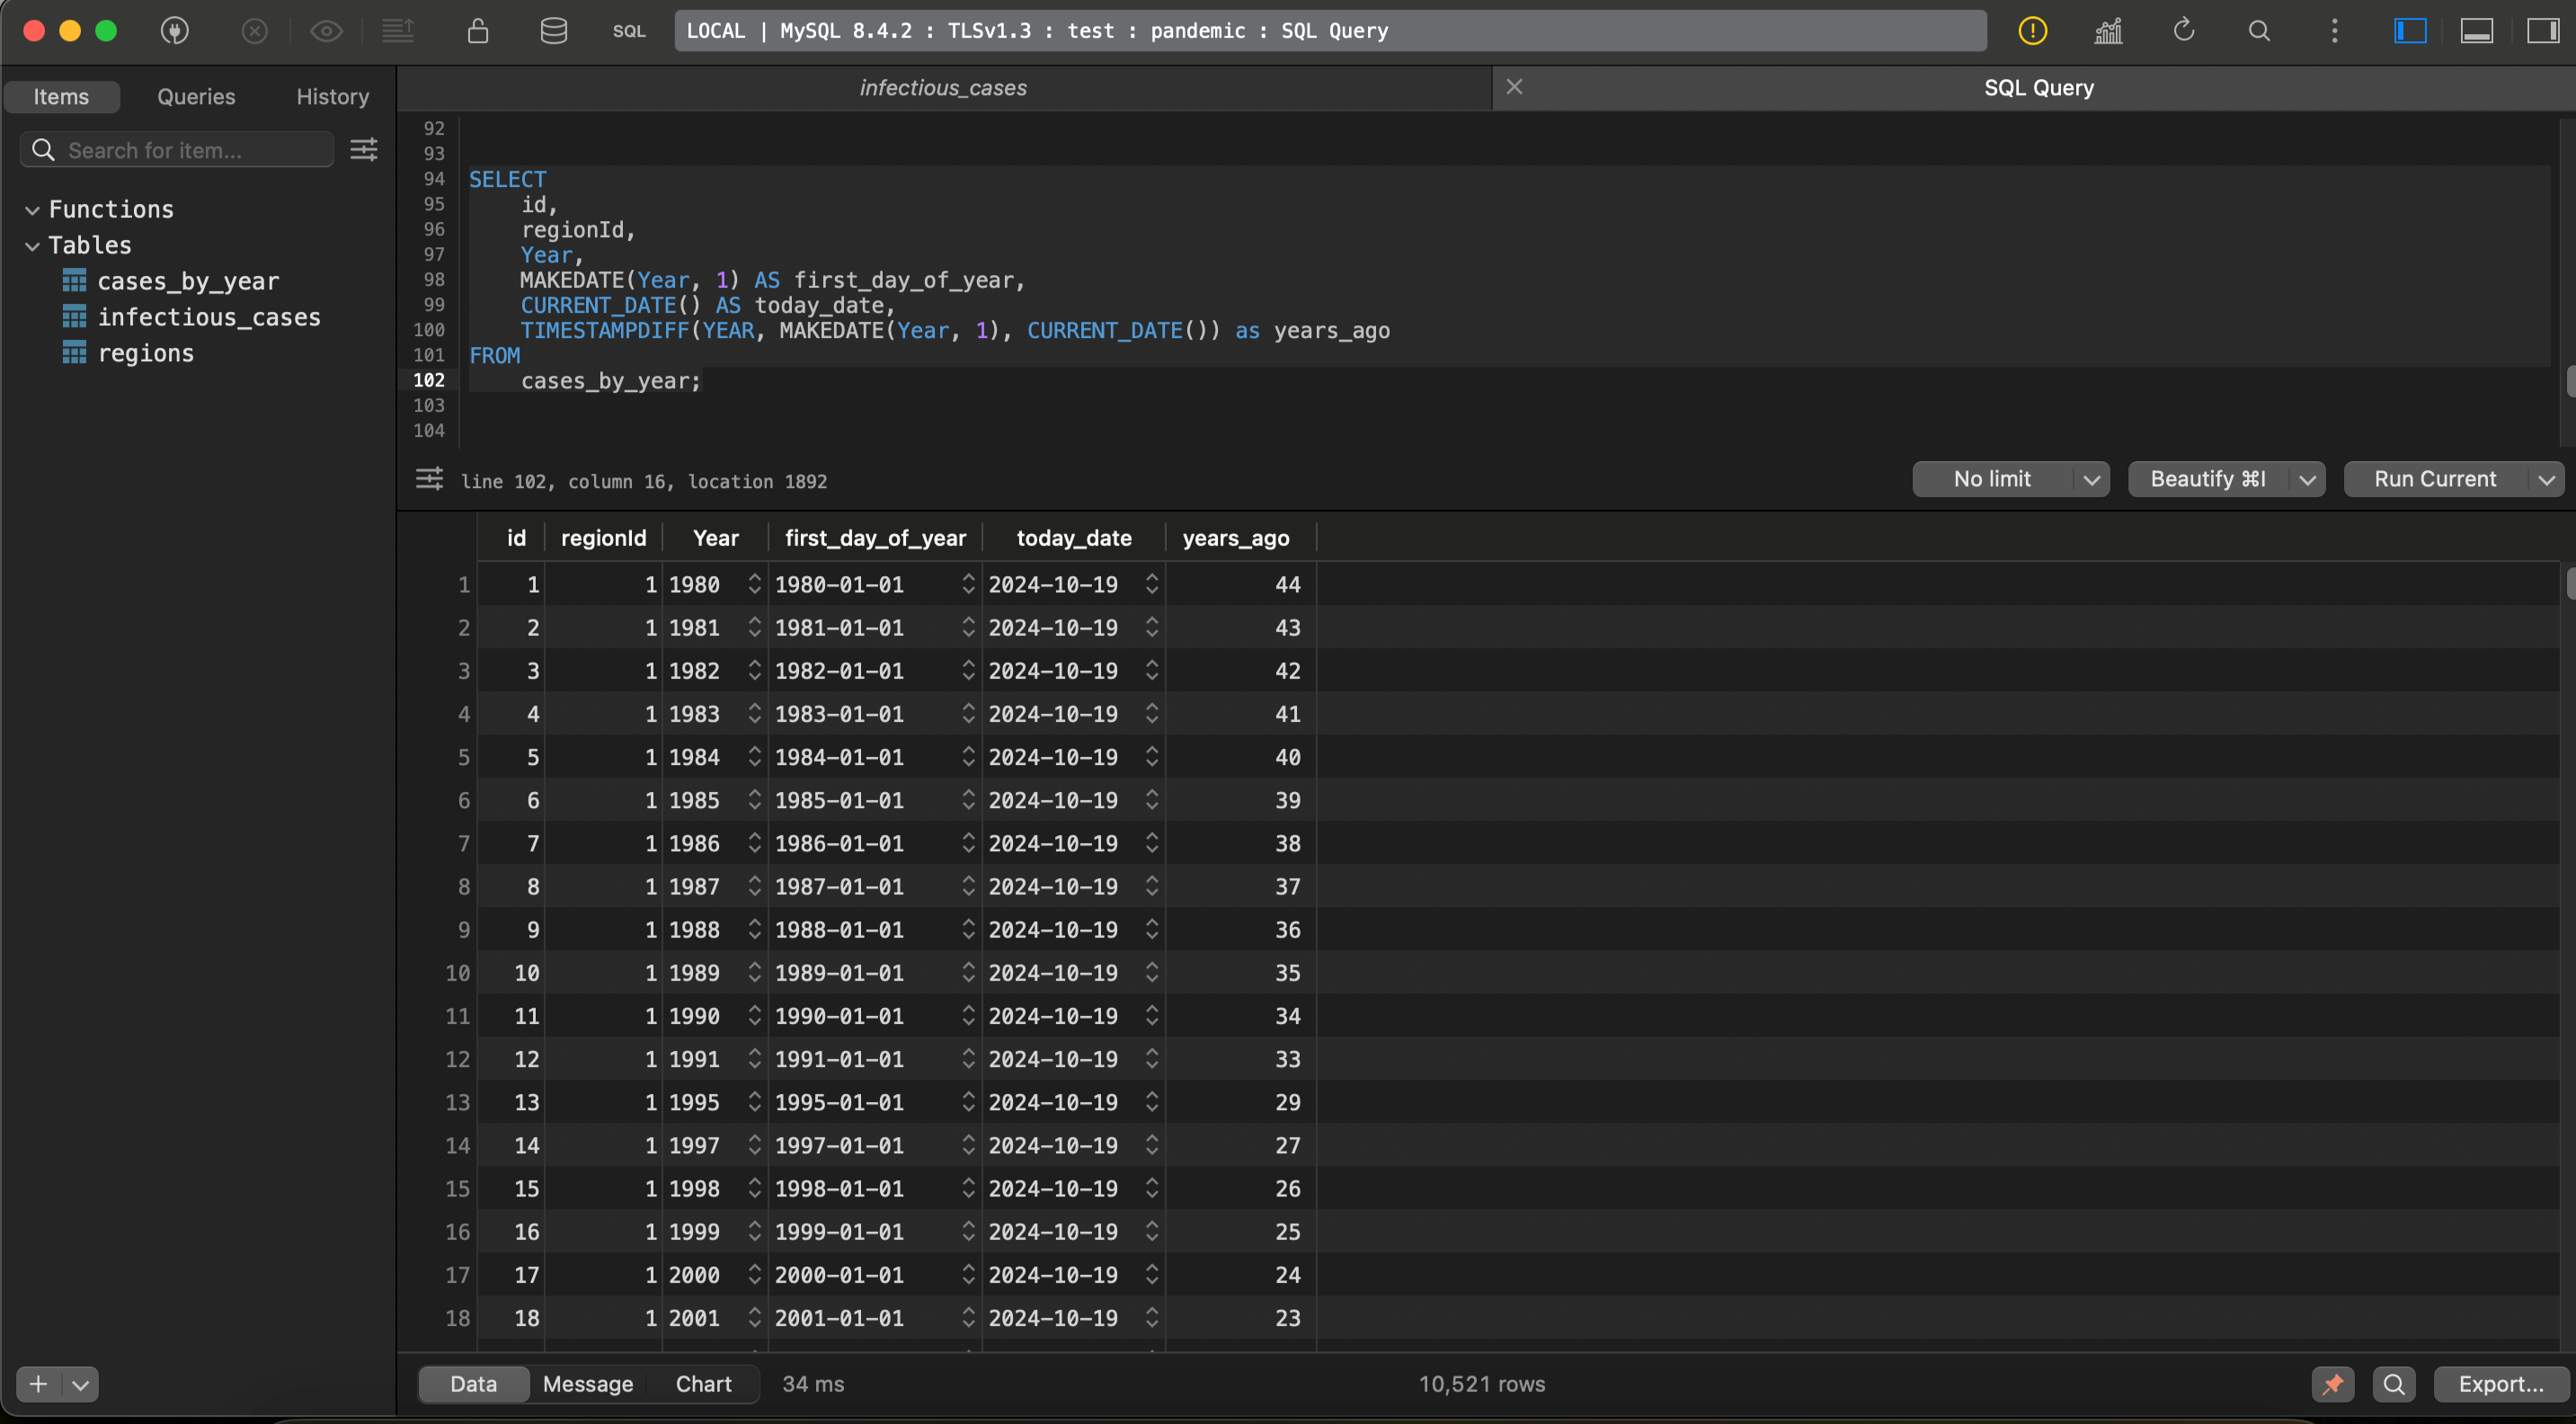 SQL
LOCAL | MySQL 8.4.2 : TLSv1.3 : test : pandemic : SQL Query
Items Queries History
Search for item...
Functions
Tables
cases_by_year
infectious_cases
regions
infectious_cases
SQL Query
92
93
94 SELECT
95 id,
96 regionId,
97 Year,
98 MAKEDATE(Year, 1) AS first_day_of_year,
99 CURRENT_DATE() AS today_date,
100 TIMESTAMPDIFF(YEAR, MAKEDATE(Year, 1), CURRENT_DATE()) as years_ago
101 FROM
102 cases_by_year;
103
104
line 102, column 16, location 1892
No limit Beautify ⌘I Run Current
id regionId Year first_day_of_year today_date years_ago
1 1 1 1980 1980-01-01 2024-10-19 44
2 2 1 1981 1981-01-01 2024-10-19 43
3 3 1 1982 1982-01-01 2024-10-19 42
4 4 1 1983 1983-01-01 2024-10-19 41
5 5 1 1984 1984-01-01 2024-10-19 40
6 6 1 1985 1985-01-01 2024-10-19 39
7 7 1 1986 1986-01-01 2024-10-19 38
8 8 1 1987 1987-01-01 2024-10-19 37
9 9 1 1988 1988-01-01 2024-10-19 36
10 10 1 1989 1989-01-01 2024-10-19 35
11 11 1 1990 1990-01-01 2024-10-19 34
12 12 1 1991 1991-01-01 2024-10-19 33
13 13 1 1995 1995-01-01 2024-10-19 29
14 14 1 1997 1997-01-01 2024-10-19 27
15 15 1 1998 1998-01-01 2024-10-19 26
16 16 1 1999 1999-01-01 2024-10-19 25
17 17 1 2000 2000-01-01 2024-10-19 24
18 18 1 2001 2001-01-01 2024-10-19 23
Data Message Chart 34 ms 10,521 rows Export...